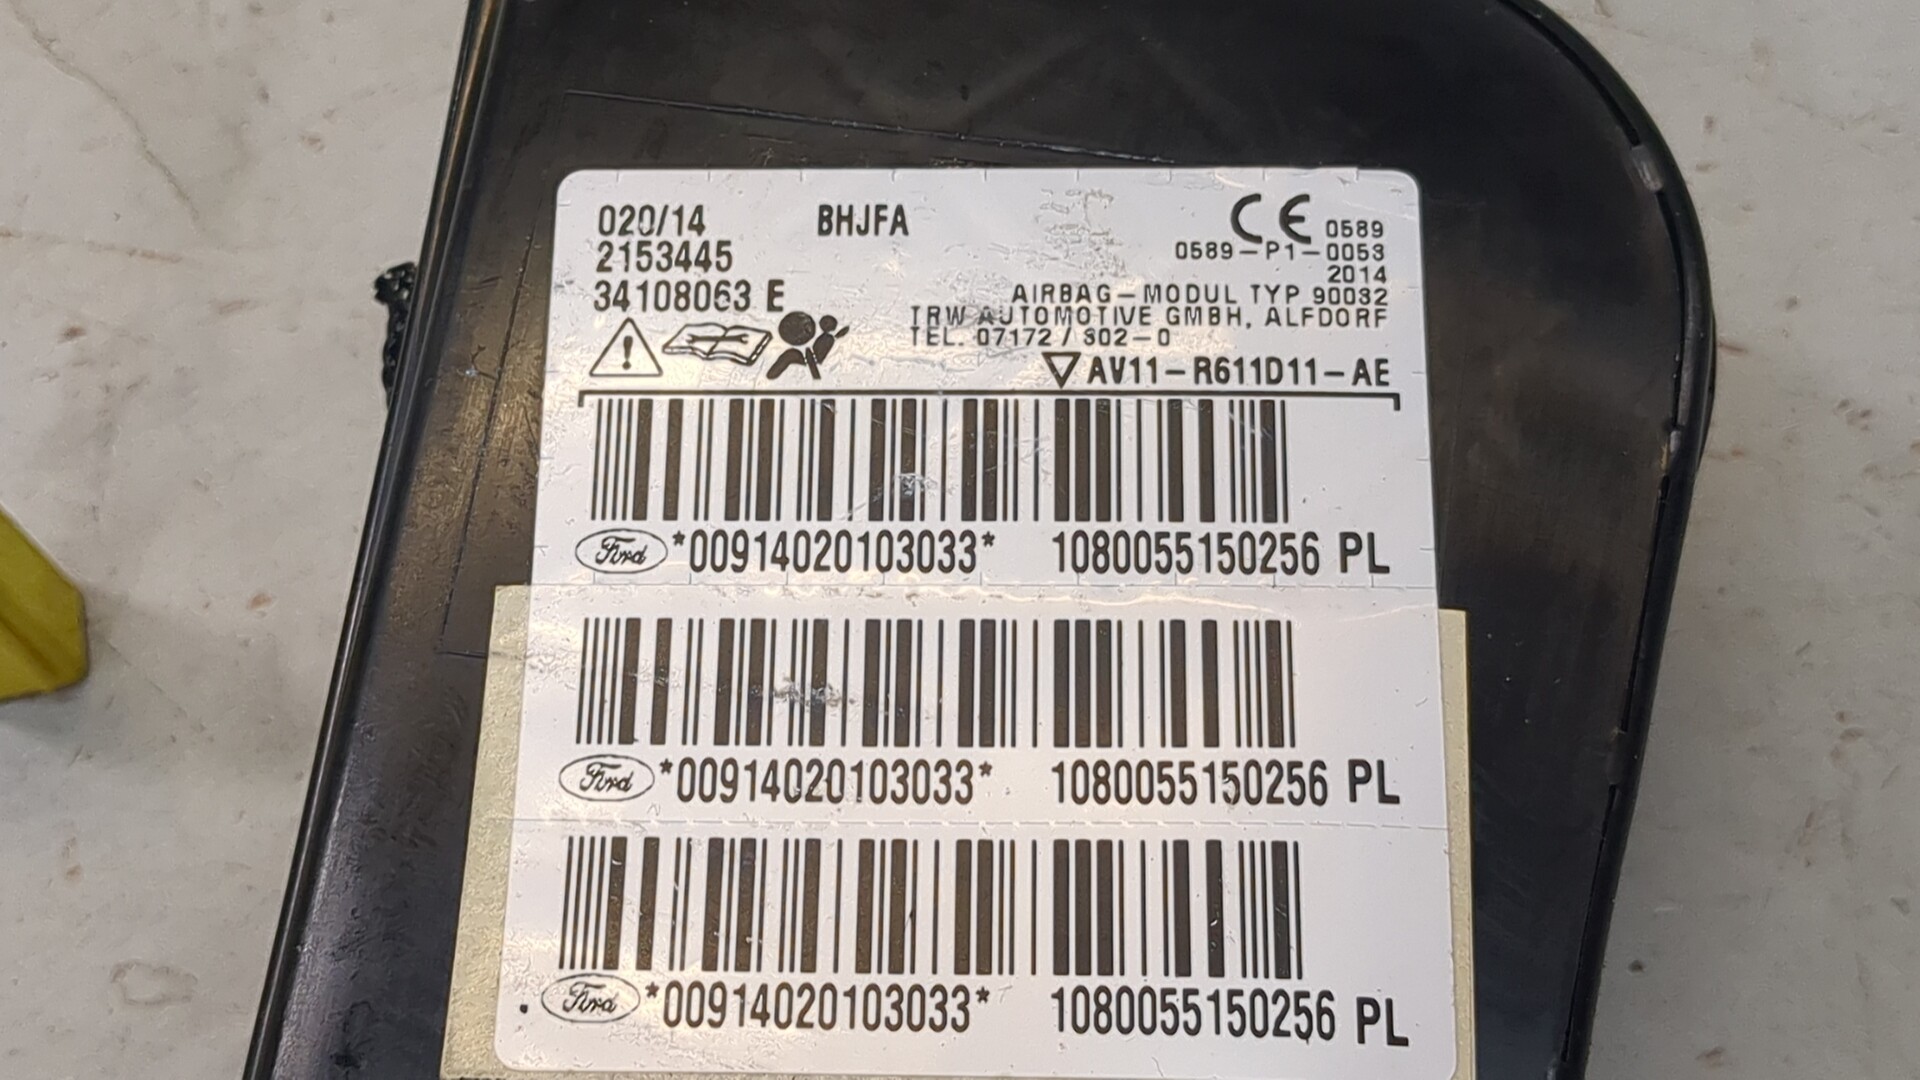 020/14 BHJFA CE 0589
2153445 0589-P1-0053
2014
34108063 E AIRBAG-MODUL TYP 90032
TRW AUTOMOTIVE GMBH, ALFDORF
TEL. 07172 / 302-0
AV11-R611D11-AE
Ford *00914020103033* 1080055150256 PL
Ford *00914020103033* 1080055150256 PL
Ford *00914020103033* 1080055150256 PL